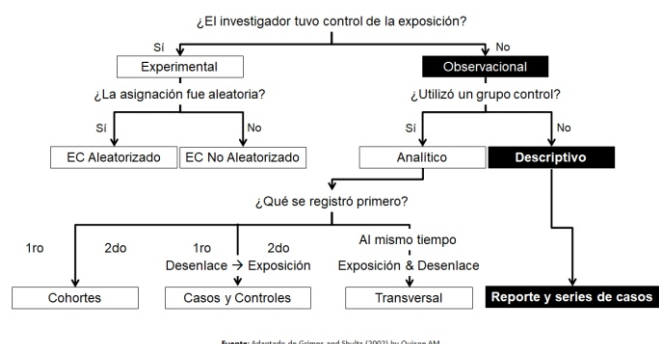 ¿El investigador tuvo control de la exposición?
Sí
No
Experimental
Observacional
¿La asignación fue aleatoria?
¿Utilizó un grupo control?
Sí
No
Sí
No
EC Aleatorizado
EC No Aleatorizado
Analítico
Descriptivo
¿Qué se registró primero?
1ro
2do
1ro
2do
Al mismo tiempo
Desenlace → Exposición
Exposición & Desenlace
Cohortes
Casos y Controles
Transversal
Reporte y series de casos
Fuente: Adaptado de Grimes and Shultz (2002) by Quispe AM